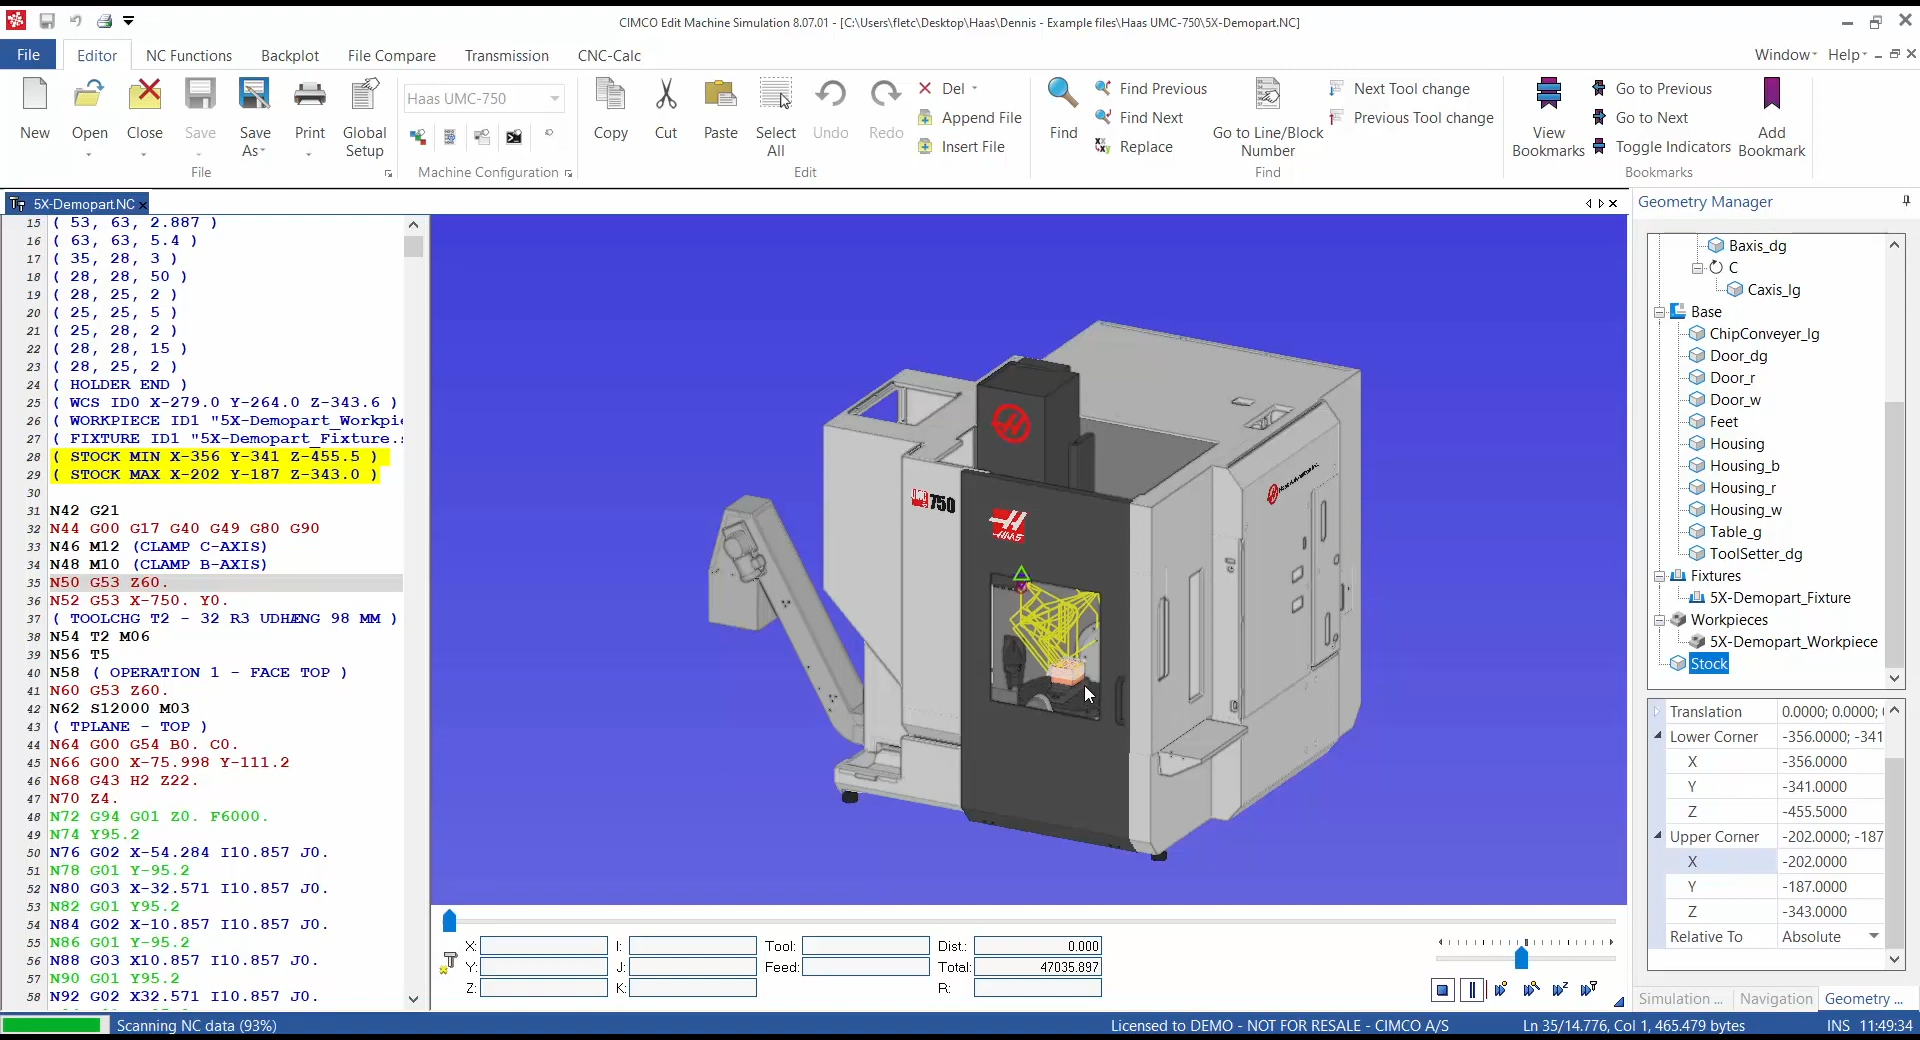 CIMCO Edit Machine Simulation 8.07.01 - [C:\Users\fletc\Desktop\Haas\Dennis - Example files\Haas UMC-750\5X-Demopart.NC]
File Editor NC Functions Backplot File Compare Transmission CNC-Calc Window Help
New Open Close Save Save As Print Global Setup
File
Haas UMC-750
Machine Configuration
Copy Cut Paste Select All Undo Redo
Del
Append File
Insert File
Edit
Find
Find Previous
Find Next
Replace
Go to Line/Block Number
Next Tool change
Previous Tool change
Find
View Bookmarks
Go to Previous
Go to Next
Toggle Indicators
Add Bookmark
Bookmarks
5X-Demopart.NC
15 ( 53, 63, 2.887 )
16 ( 63, 63, 5.4 )
17 ( 35, 28, 3 )
18 ( 28, 28, 50 )
19 ( 28, 25, 2 )
20 ( 25, 25, 5 )
21 ( 25, 28, 2 )
22 ( 28, 28, 15 )
23 ( 28, 25, 2 )
24 ( HOLDER END )
25 ( WCS ID0 X-279.0 Y-264.0 Z-343.6 )
26 ( WORKPIECE ID1 "5X-Demopart_Workpie
27 ( FIXTURE ID1 "5X-Demopart_Fixture.s
28 ( STOCK MIN X-356 Y-341 Z-455.5 )
29 ( STOCK MAX X-202 Y-187 Z-343.0 )
30
31 N42 G21
32 N44 G00 G17 G40 G49 G80 G90
33 N46 M12 (CLAMP C-AXIS)
34 N48 M10 (CLAMP B-AXIS)
35 N50 G53 Z60.
36 N52 G53 X-750. Y0.
37 ( TOOLCHG T2 - 32 R3 UDHÆNG 98 MM )
38 N54 T2 M06
39 N56 T5
40 N58 ( OPERATION 1 - FACE TOP )
41 N60 G53 Z60.
42 N62 S12000 M03
43 ( TPLANE - TOP )
44 N64 G00 G54 B0. C0.
45 N66 G00 X-75.998 Y-111.2
46 N68 G43 H2 Z22.
47 N70 Z4.
48 N72 G94 G01 Z0. F6000.
49 N74 Y95.2
50 N76 G02 X-54.284 I10.857 J0.
51 N78 G01 Y-95.2
52 N80 G03 X-32.571 I10.857 J0.
53 N82 G01 Y95.2
54 N84 G02 X-10.857 I10.857 J0.
55 N86 G01 Y-95.2
56 N88 G03 X10.857 I10.857 J0.
57 N90 G01 Y95.2
58 N92 G02 X32.571 I10.857 J0.
UMC 750
HAAS
Geometry Manager
Baxis_dg
C
Caxis_lg
Base
ChipConveyer_lg
Door_dg
Door_r
Door_w
Feet
Housing
Housing_b
Housing_r
Housing_w
Table_g
ToolSetter_dg
Fixtures
5X-Demopart_Fixture
Workpieces
5X-Demopart_Workpiece
Stock
Translation 0.0000; 0.0000; (
Lower Corner -356.0000; -341
X -356.0000
Y -341.0000
Z -455.5000
Upper Corner -202.0000; -187
X -202.0000
Y -187.0000
Z -343.0000
Relative To Absolute
Simulation ... Navigation Geometry ...
X: I: Tool: Dist.: 0.000
Y: J: Feed: Total: 47035.897
Z: K: R:
Scanning NC data (93%) Licensed to DEMO - NOT FOR RESALE - CIMCO A/S Ln 35/14.776, Col 1, 465.479 bytes INS 11:49:34